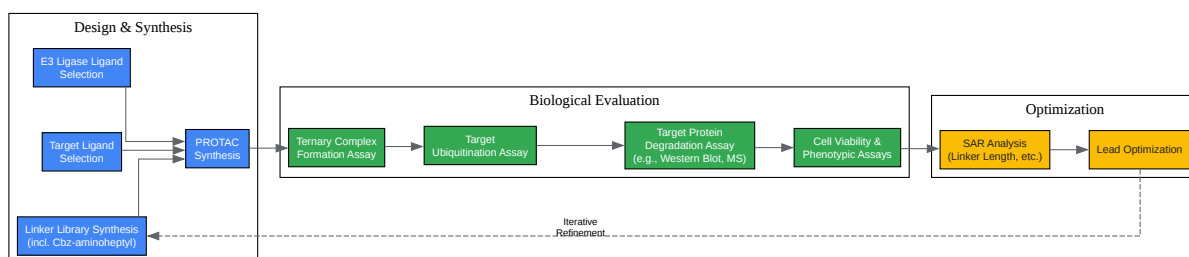 Design & Synthesis
E3 Ligase Ligand
Selection
Target Ligand
Selection
Linker Library Synthesis
(incl. Cbz-aminoheptyl)
PROTAC
Synthesis
Biological Evaluation
Ternary Complex
Formation Assay
Target
Ubiquitination Assay
Target Protein
Degradation Assay
(e.g., Western Blot, MS)
Cell Viability &
Phenotypic Assays
Optimization
SAR Analysis
(Linker Length, etc.)
Lead Optimization
Iterative
Refinement